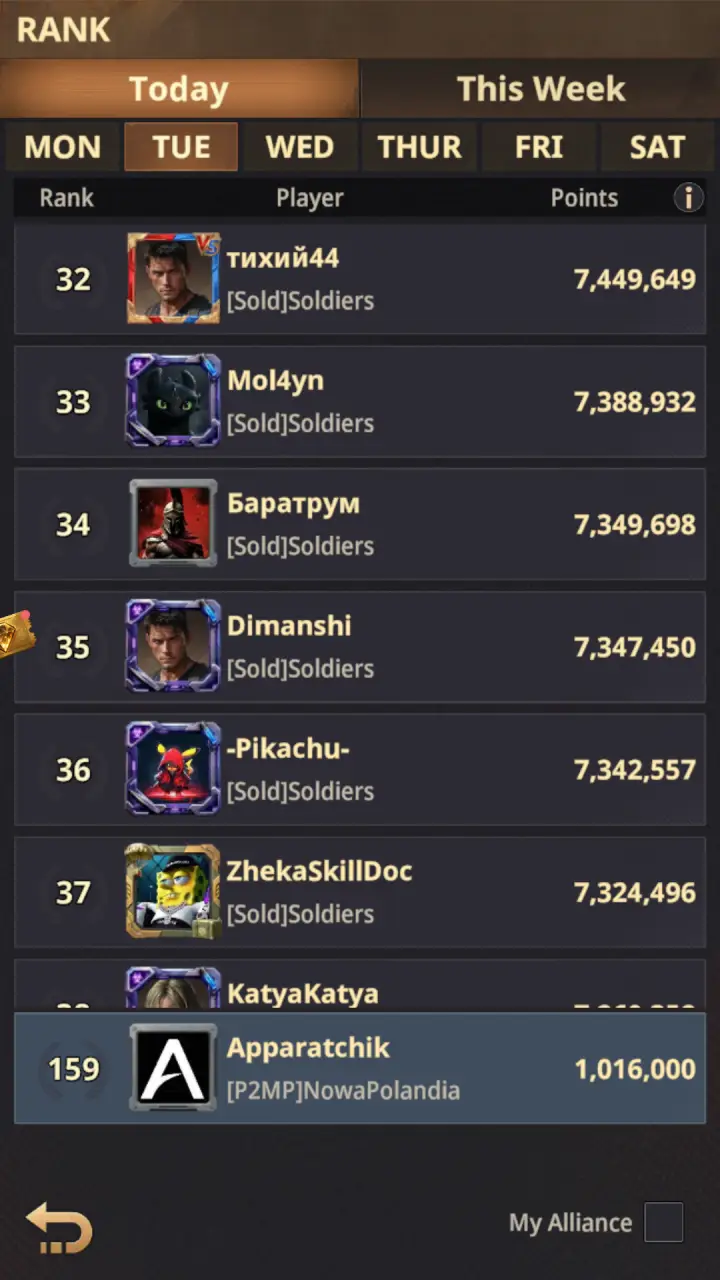 RANK
Today
This Week
MON
TUE
WED
THUR
FRI
SAT
Rank
Player
Points
32
тихий44
[Sold]Soldiers
7,449,649
33
Mol4yn
[Sold]Soldiers
7,388,932
34
Баратрум
[Sold]Soldiers
7,349,698
35
Dimanshi
[Sold]Soldiers
7,347,450
36
-Pikachu-
[Sold]Soldiers
7,342,557
37
ZhekaSkillDoc
[Sold]Soldiers
7,324,496
KatyaKatya
159
Apparatchik
[P2MP]NowaPolandia
1,016,000
My Alliance